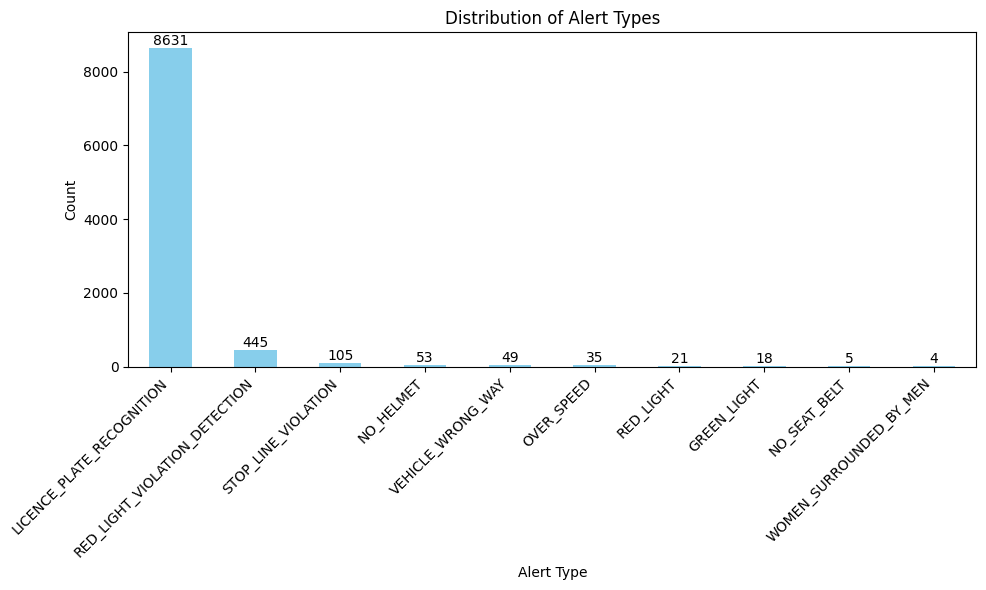 Distribution of Alert Types
8631
8000
6000
4000
2000
0
Count
445
105
53
49
35
21
18
5
4
LICENCE_PLATE_RECOGNITION
RED_LIGHT_VIOLATION_DETECTION
STOP_LINE_VIOLATION
NO_HELMET
VEHICLE_WRONG_WAY
OVER_SPEED
RED_LIGHT
GREEN_LIGHT
NO_SEAT_BELT
WOMEN_SURROUNDED_BY_MEN
Alert Type